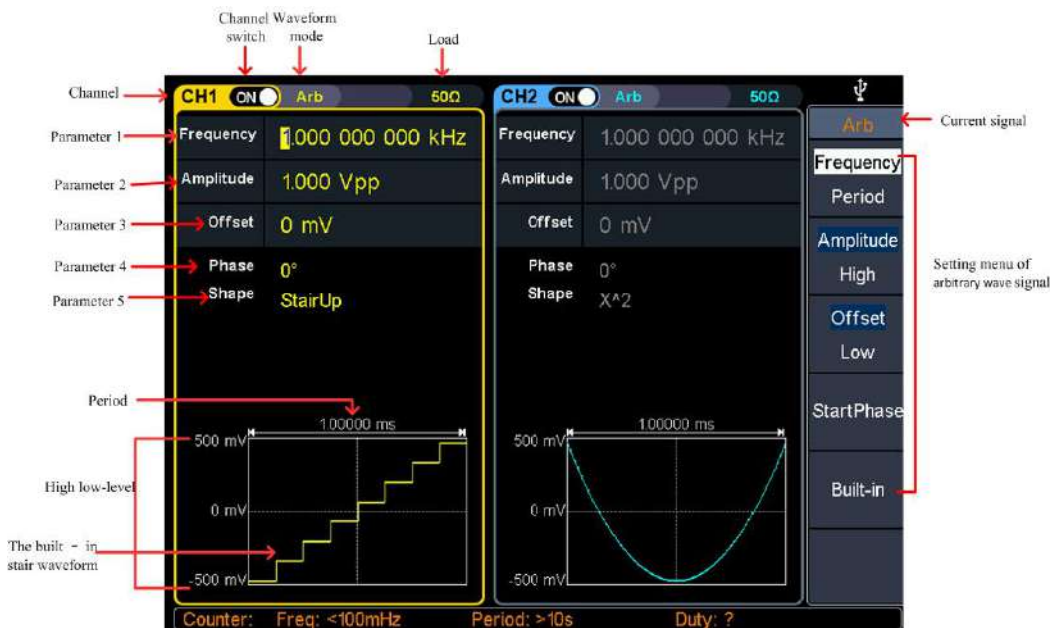 Channel switch
Waveform mode
Load
Channel
CH1 ON Arb 50Ω
CH2 ON Arb 50Ω
Arb
Current signal
Parameter 1
Frequency 1.000 000 000 kHz
Frequency 1.000 000 000 kHz
Frequency
Period
Parameter 2
Amplitude 1.000 Vpp
Amplitude 1.000 Vpp
Amplitude
High
Parameter 3
Offset 0 mV
Offset 0 mV
Offset
Low
Parameter 4
Phase 0°
Phase 0°
Parameter 5
Shape StairUp
Shape X^2
Setting menu of
arbitrary wave signal
StartPhase
Built-in
Period
1.00000 ms
500 mV
0 mV
-500 mV
High low-level
The built - in
stair waveform
1.00000 ms
500 mV
0 mV
-500 mV
Counter: Freq: <100mHz Period: >10s Duty: ?